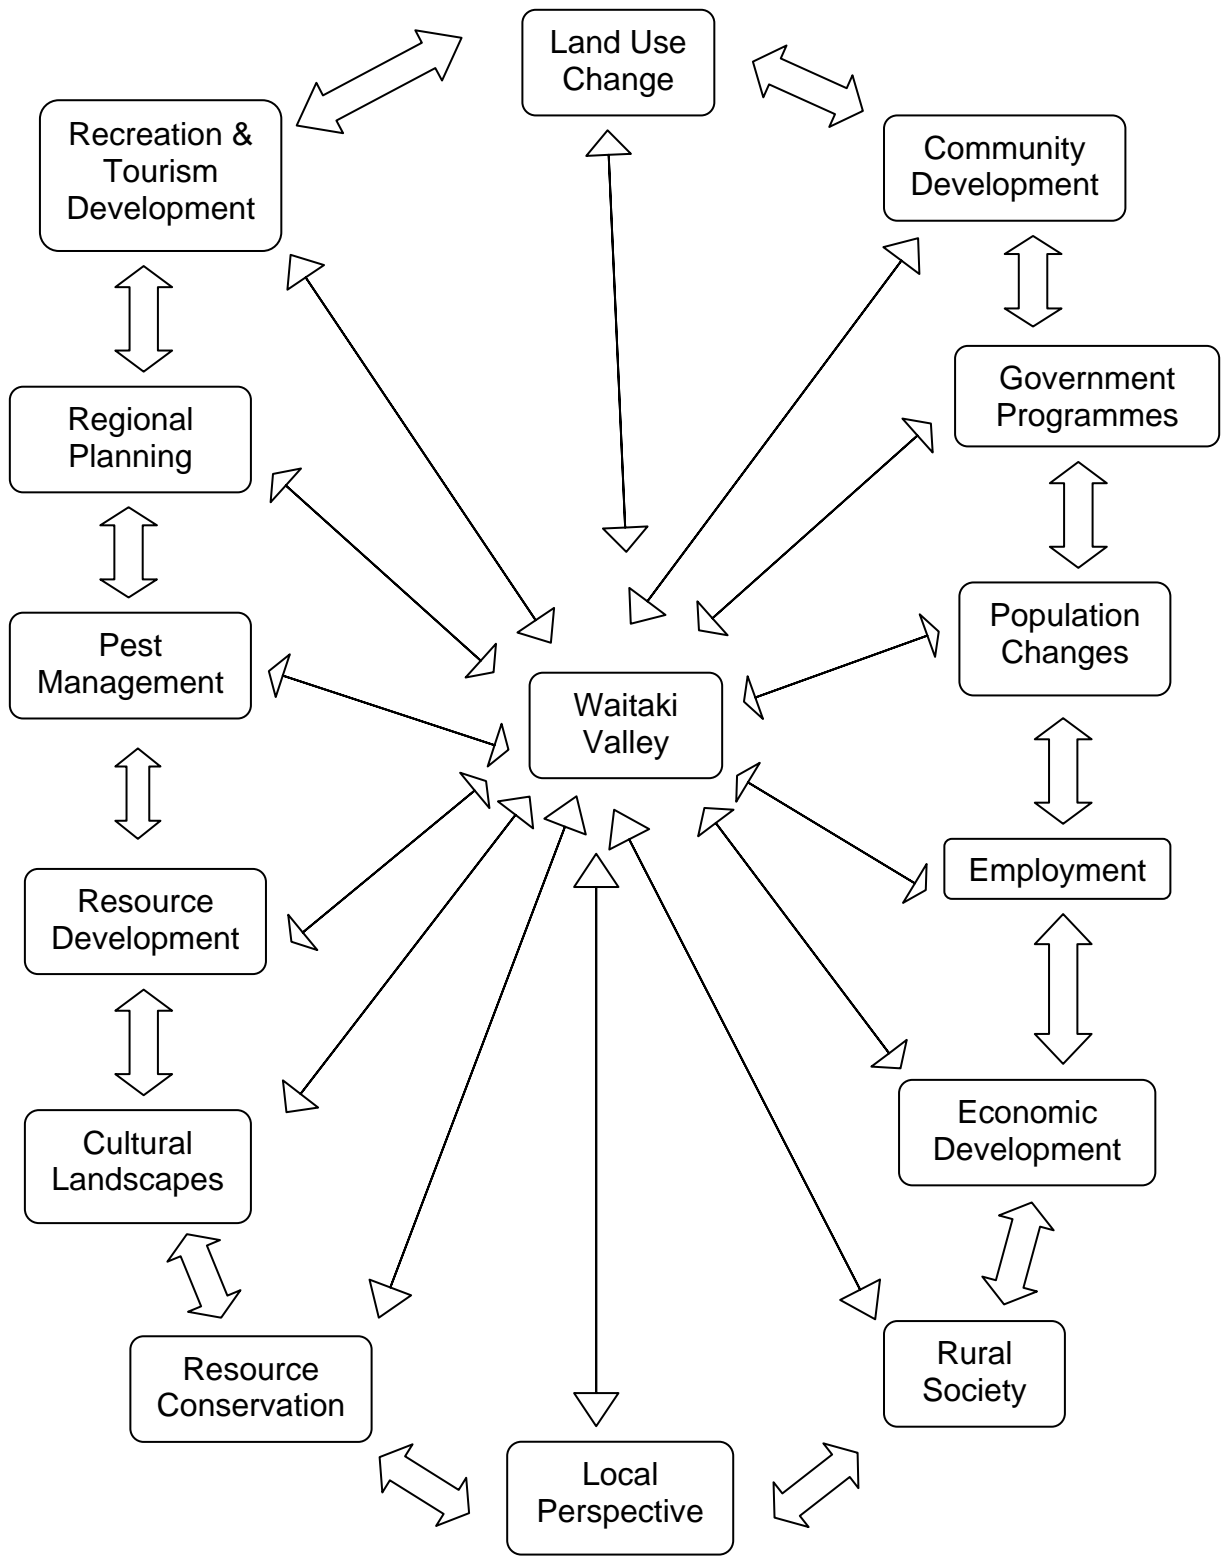 Land Use
Change
Recreation &
Tourism
Development
Community
Development
Government
Programmes
Regional
Planning
Population
Changes
Pest
Management
Waitaki
Valley
Employment
Resource
Development
Economic
Development
Cultural
Landscapes
Rural
Society
Resource
Conservation
Local
Perspective